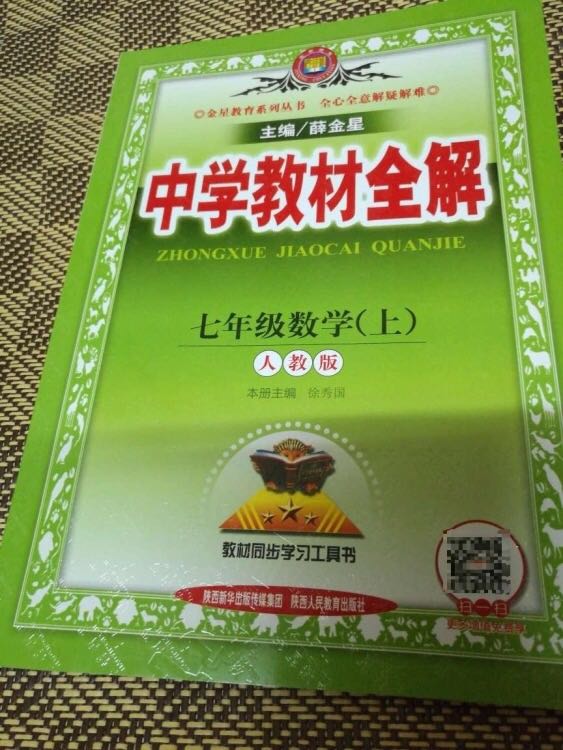 ◎金星教育系列丛书 全心全意解疑解难◎
主编/薛金星
中学教材全解
ZHONGXUE JIAOCAI QUANJIE
七年级数学(上)
人教版
本册主编 徐秀国
教材同步学习工具书
陕西新华出版传媒集团 陕西人民教育出版社
扫一扫